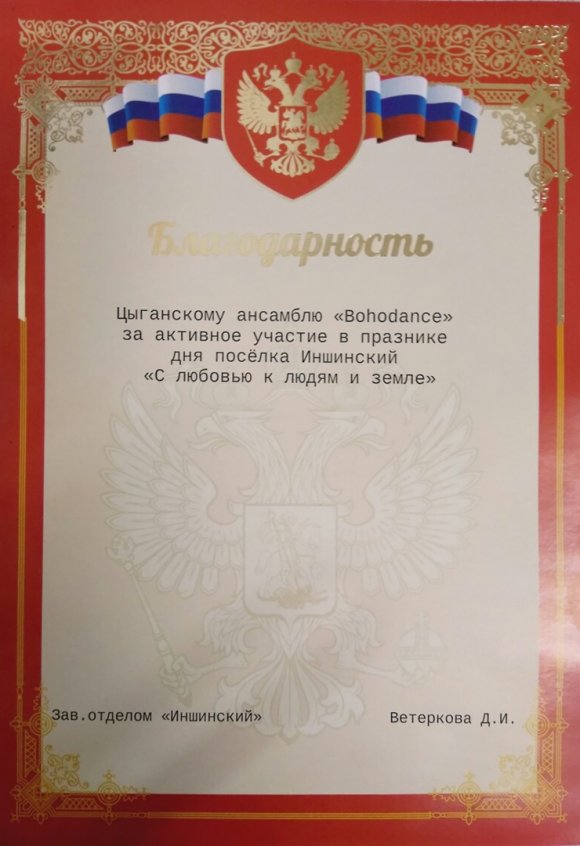 Благодарность
Цыганскому ансамблю «Bohodance»
за активное участие в празнике
дня посёлка Иншинский
«С любовью к людям и земле»
Зав.отделом «Иншинский»
Ветеркова Д.И.